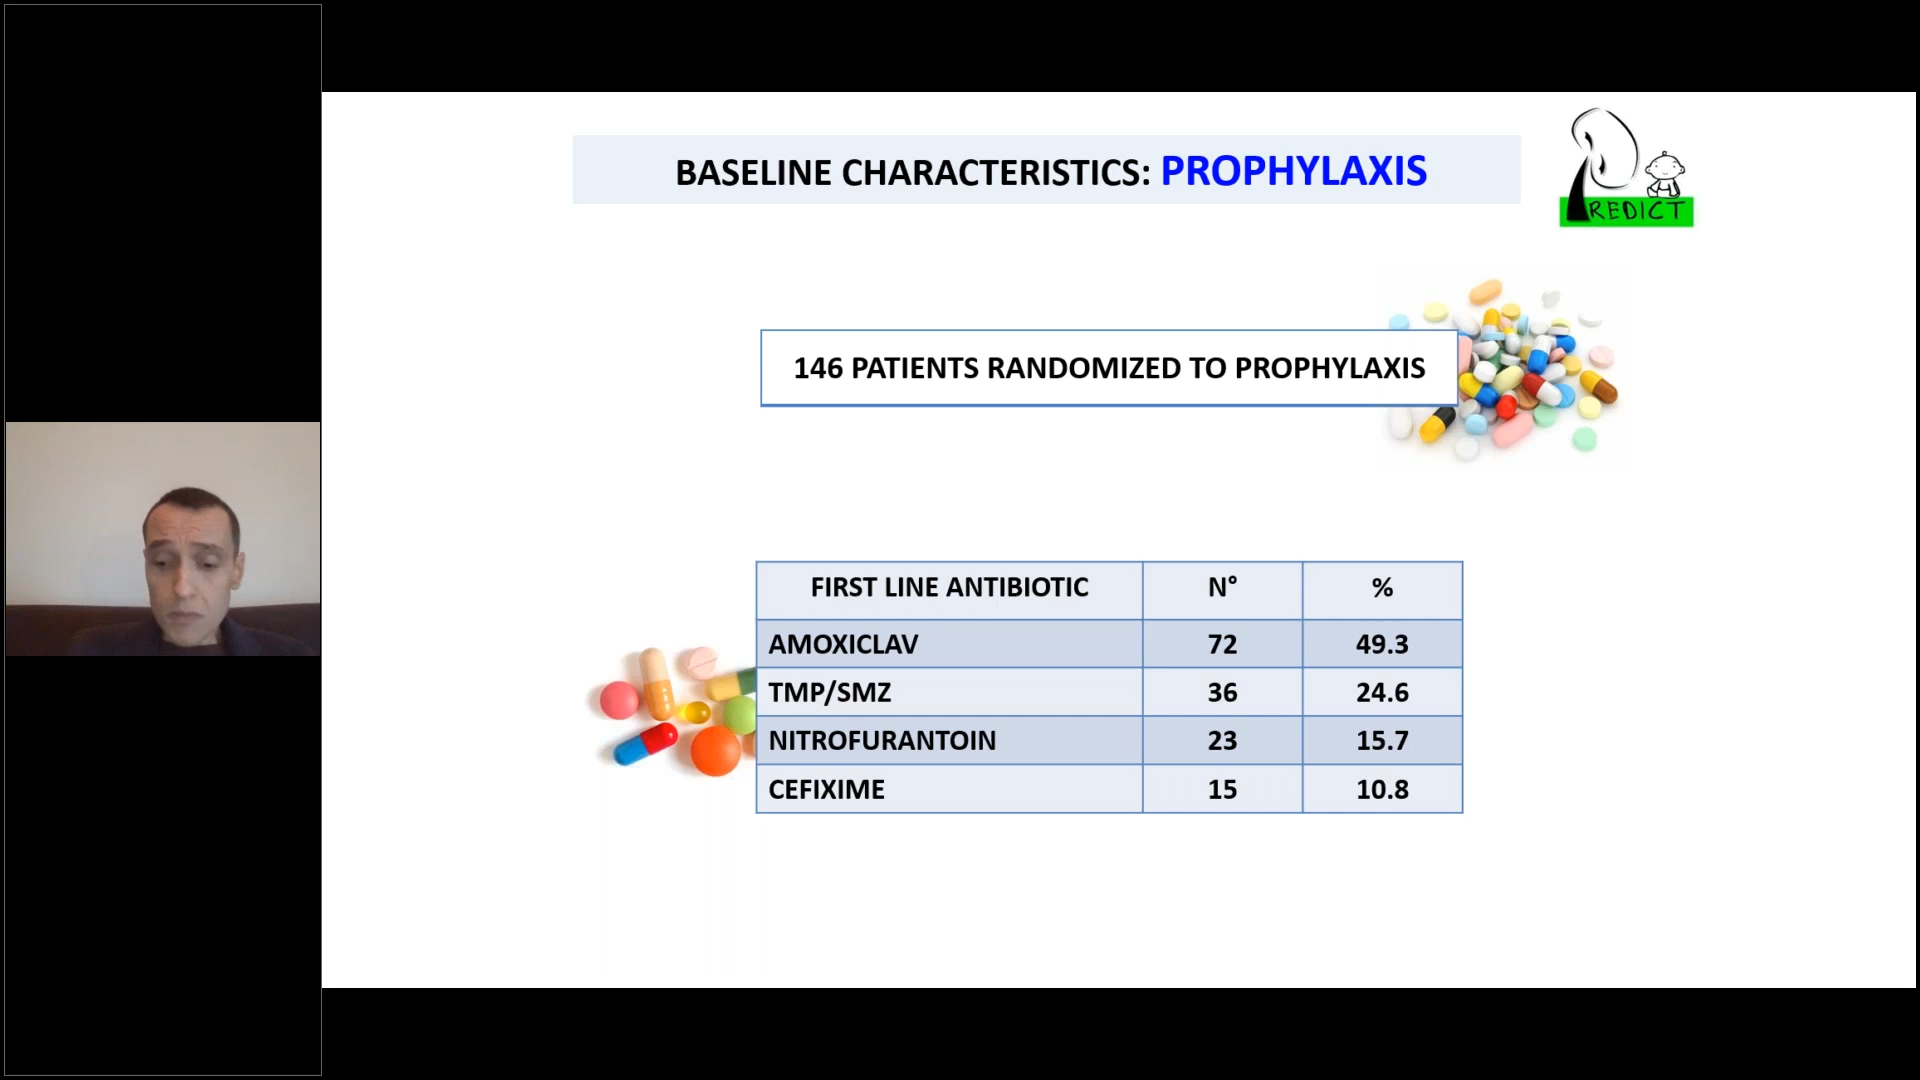 BASELINE CHARACTERISTICS: PROPHYLAXIS
REDICT
146 PATIENTS RANDOMIZED TO PROPHYLAXIS
FIRST LINE ANTIBIOTIC N° %
AMOXICLAV 72 49.3
TMP/SMZ 36 24.6
NITROFURANTOIN 23 15.7
CEFIXIME 15 10.8